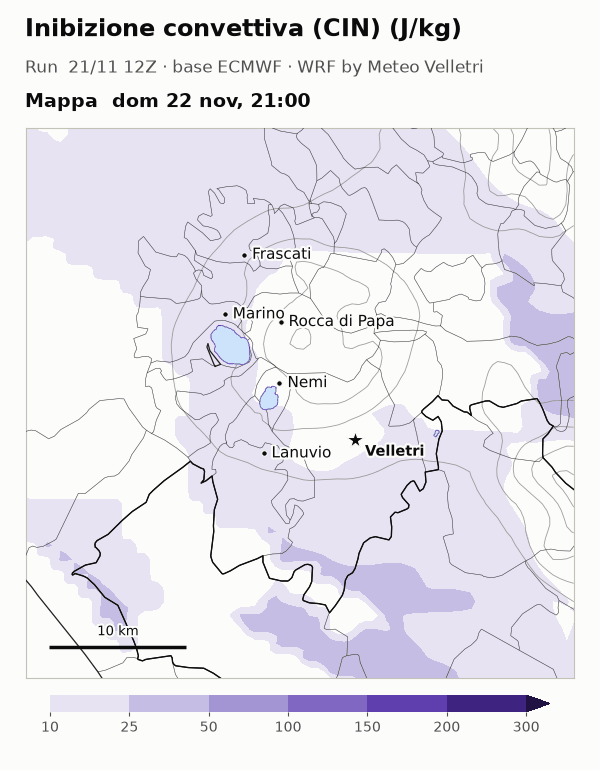 Inibizione convettiva (CIN) (J/kg)
Run  21/11 12Z · base ECMWF · WRF by Meteo Velletri
Mappa  dom 22 nov, 21:00
Frascati
Marino
Rocca di Papa
Nemi
Velletri
Lanuvio
10 km
10 25 50 100 150 200 300